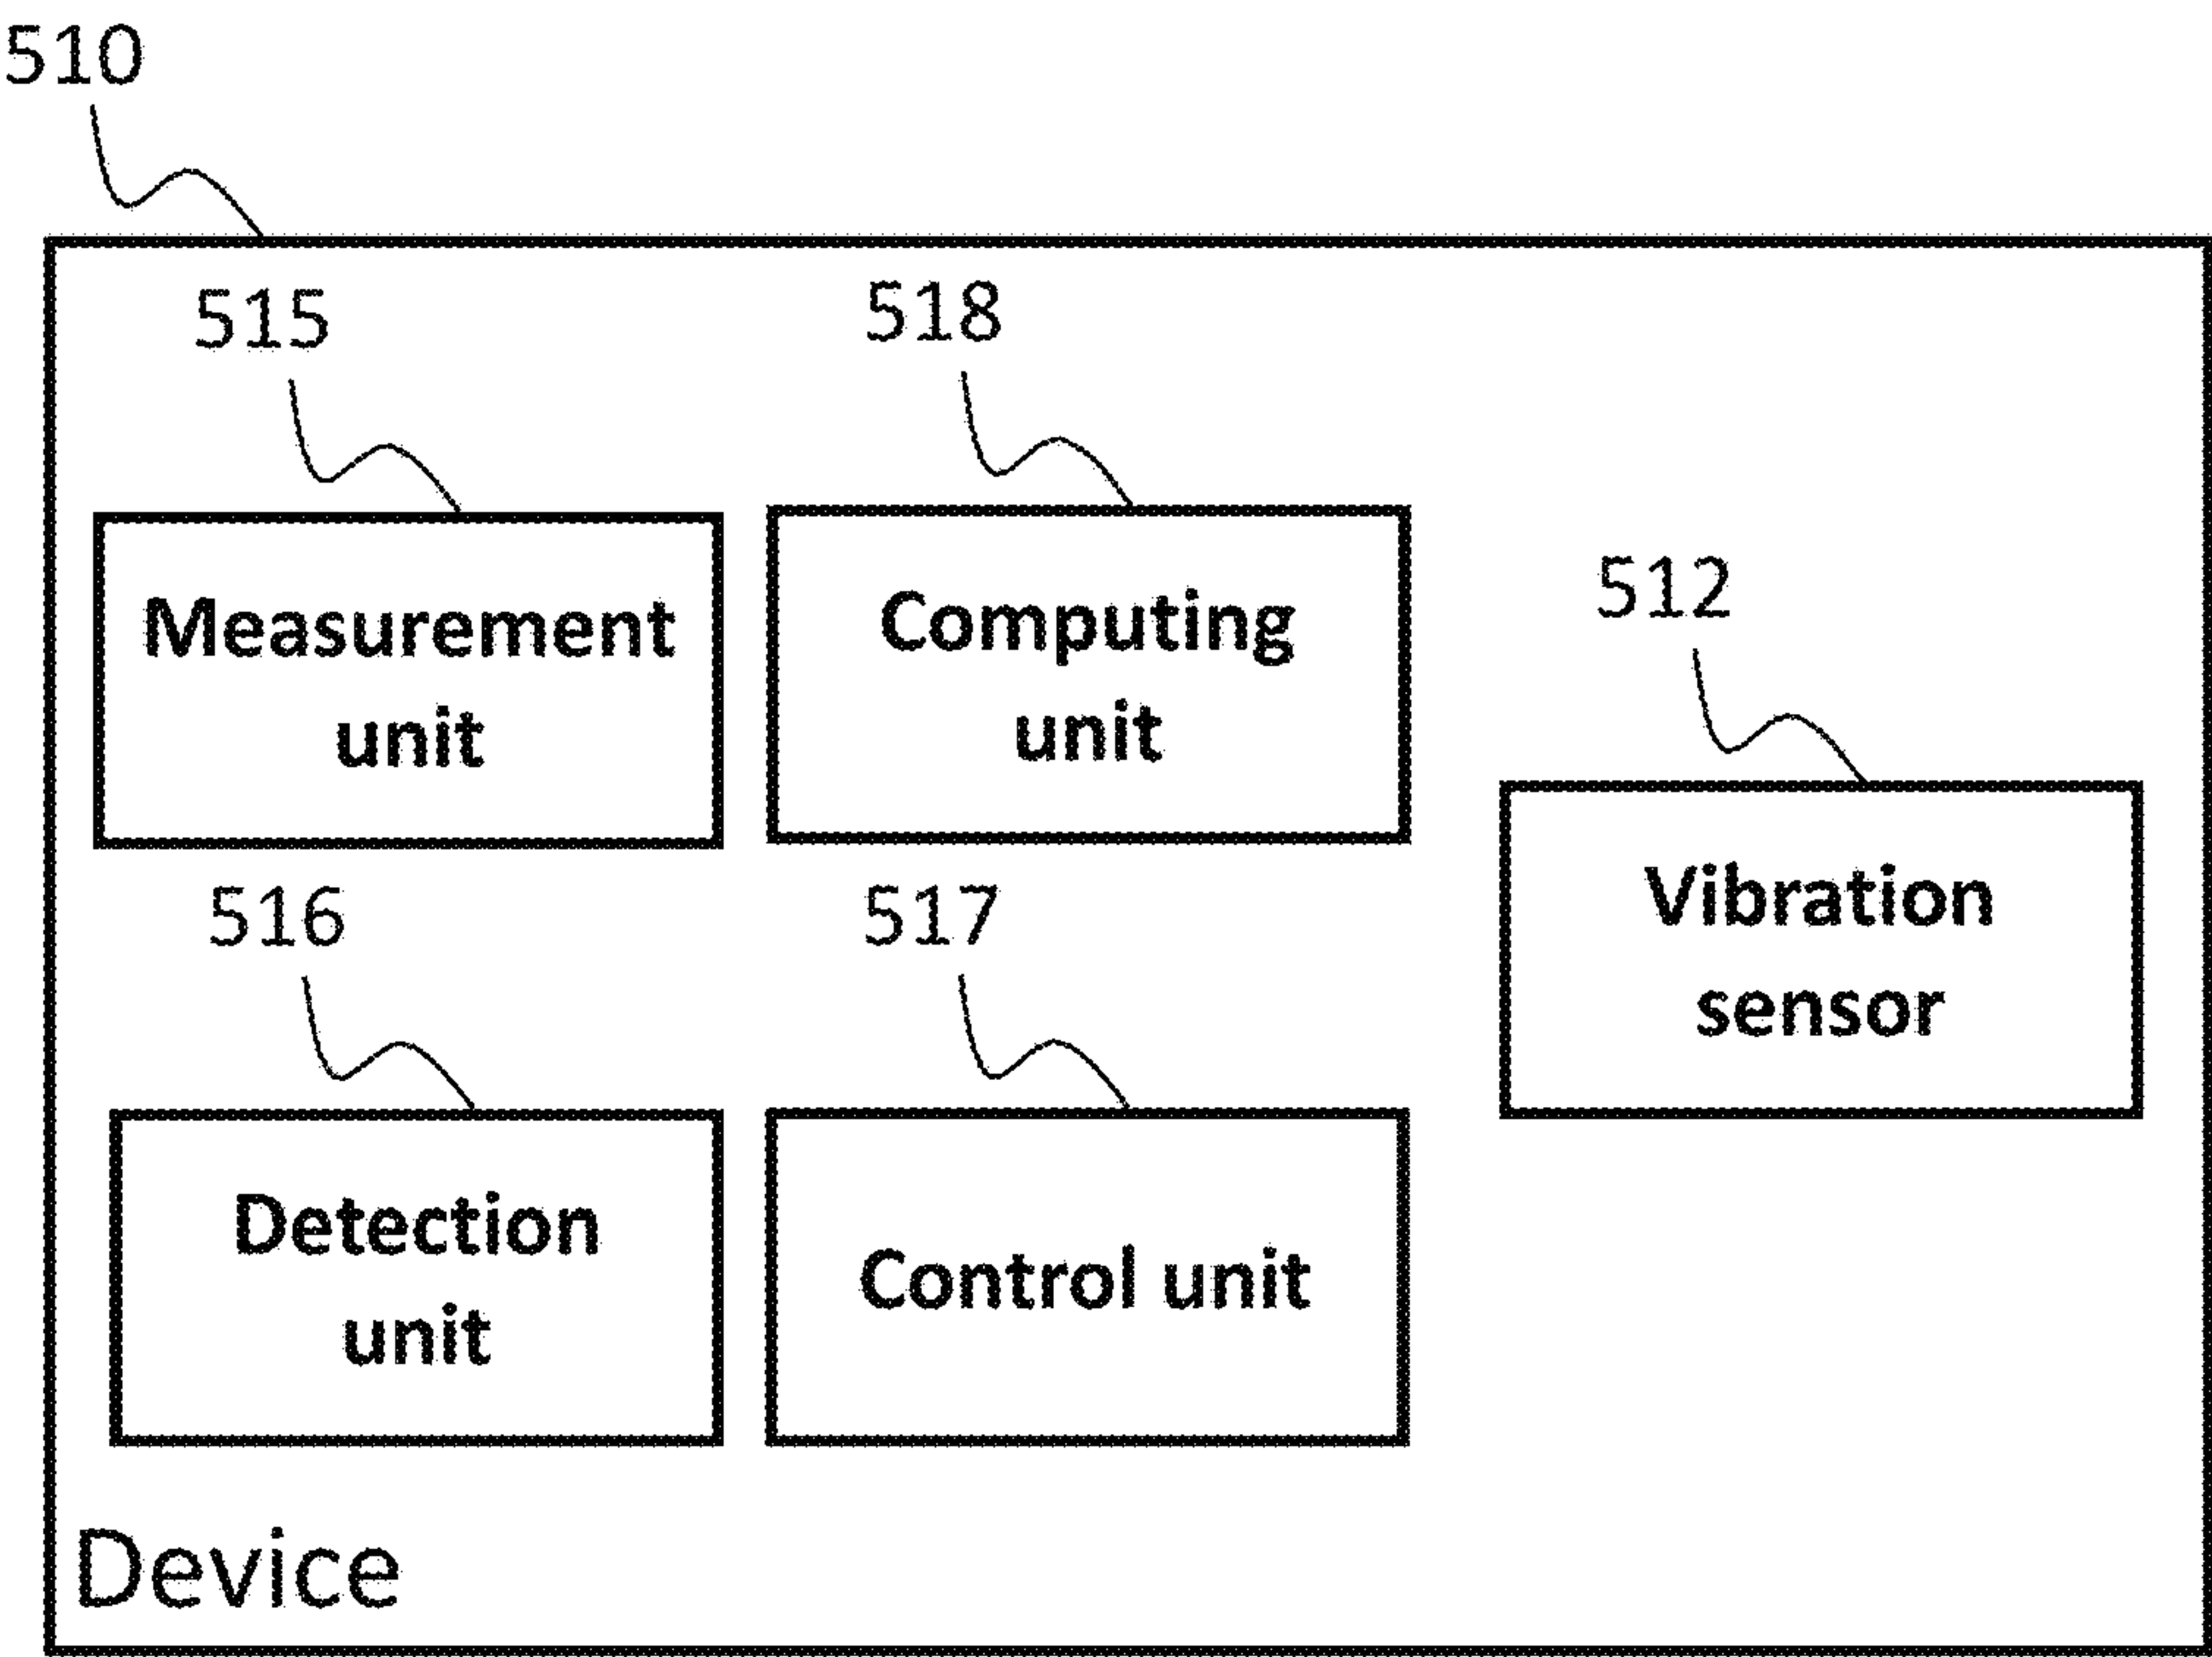 510
515
518
Measurement
unit
Computing
unit
512
Vibration
sensor
516
517
Detection
unit
Control unit
Device